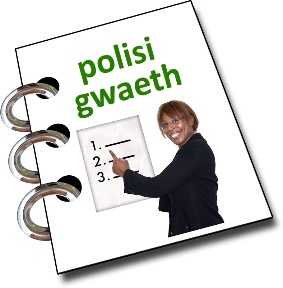 polisi
gwaeth
1.
2.
3.